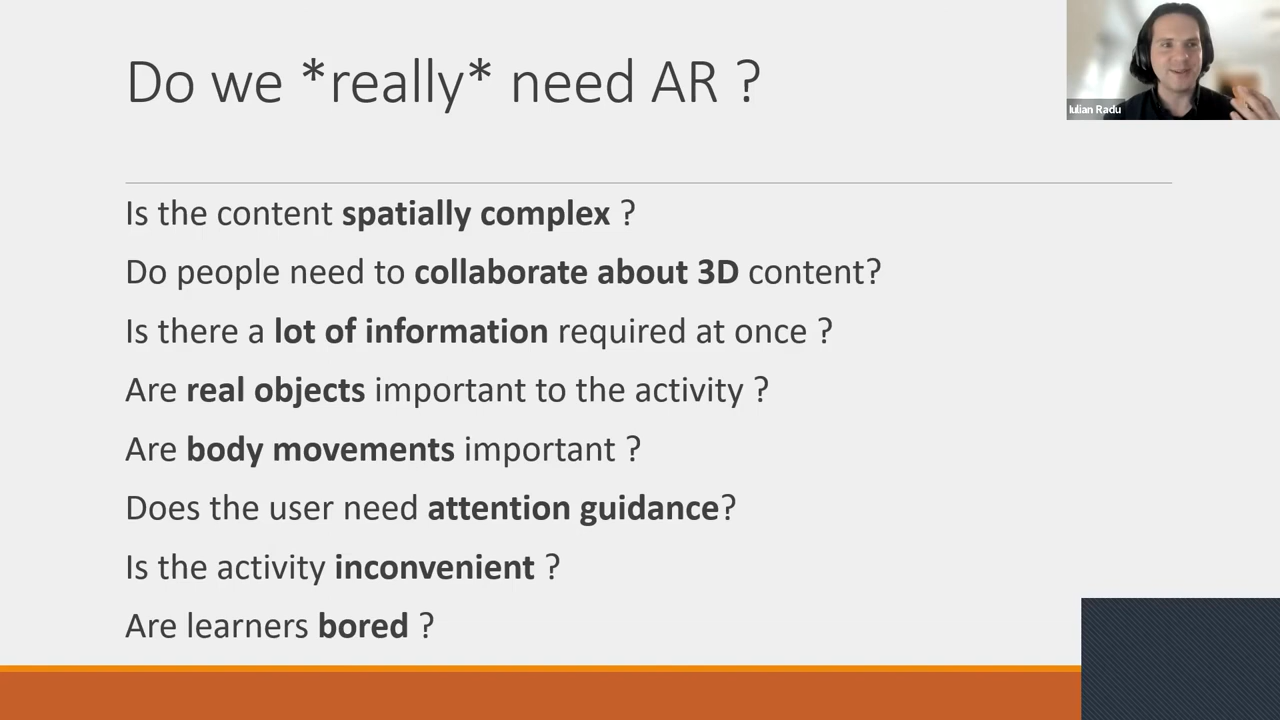 Do we *really* need AR ?
Iulian Radu
Is the content spatially complex ?
Do people need to collaborate about 3D content?
Is there a lot of information required at once ?
Are real objects important to the activity ?
Are body movements important ?
Does the user need attention guidance?
Is the activity inconvenient ?
Are learners bored ?